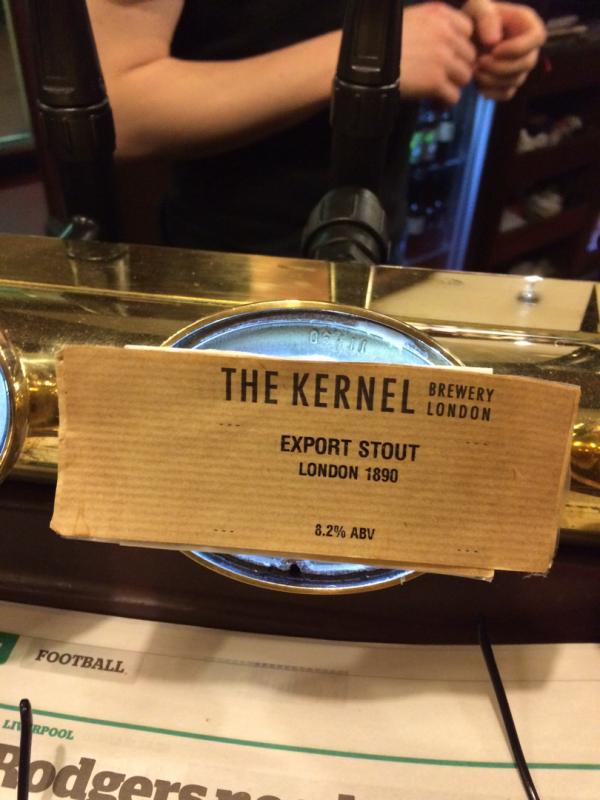 THE KERNEL BREWERY
LONDON
EXPORT STOUT
LONDON 1890
8.2% ABV
FOOTBALL
LIVERPOOL
Rodgers